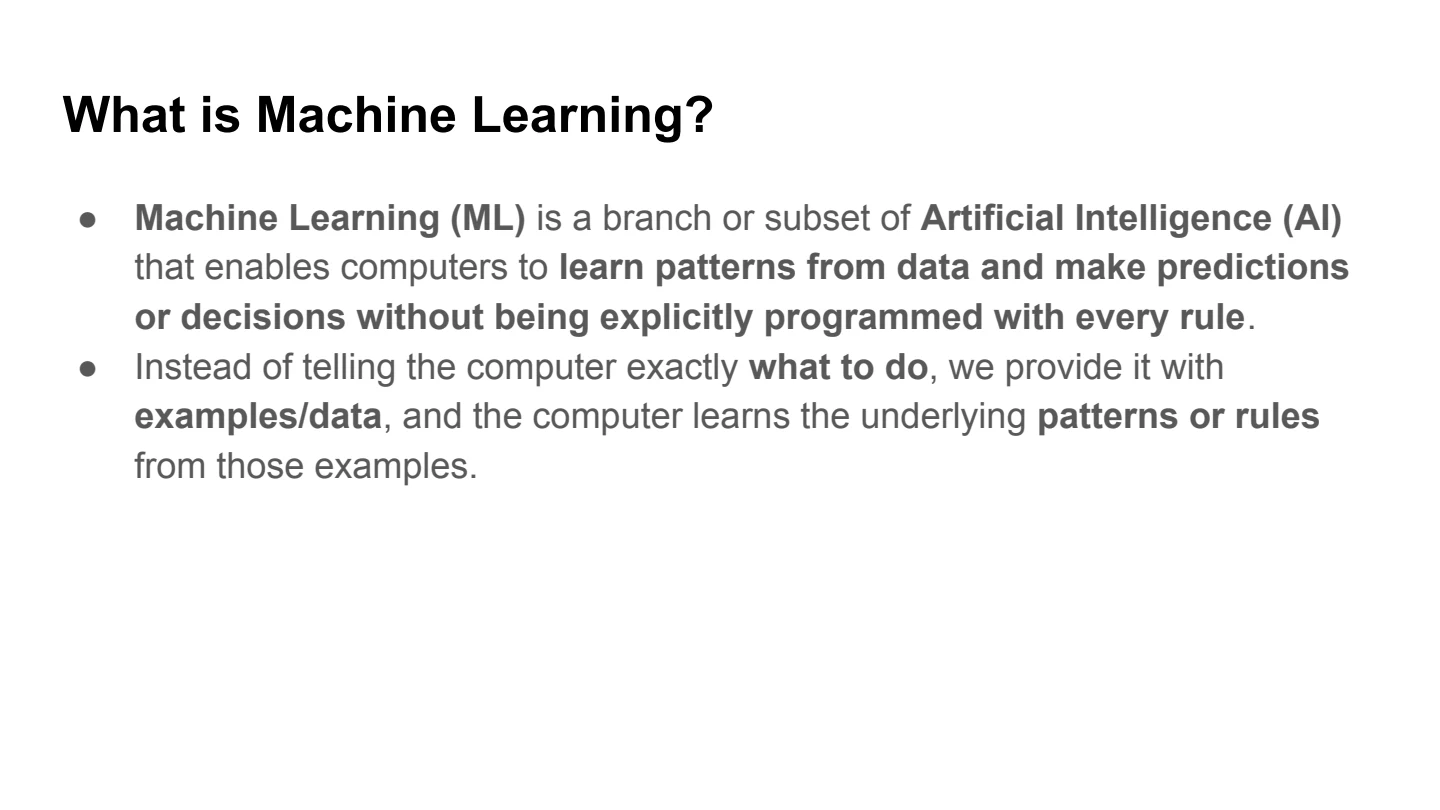 What is Machine Learning?
● Machine Learning (ML) is a branch or subset of Artificial Intelligence (AI)
that enables computers to learn patterns from data and make predictions
or decisions without being explicitly programmed with every rule.
● Instead of telling the computer exactly what to do, we provide it with
examples/data, and the computer learns the underlying patterns or rules
from those examples.